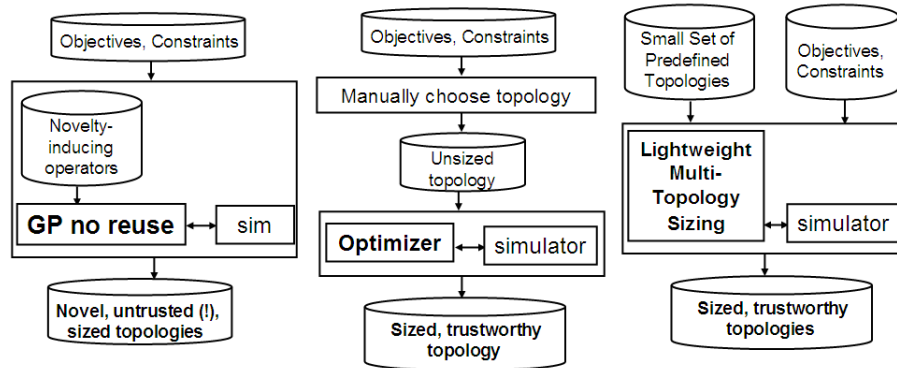 Objectives, Constraints
Novelty-
inducing
operators
GP no reuse
sim
Novel, untrusted (!),
sized topologies
Objectives, Constraints
Manually choose topology
Unsized
topology
Optimizer
simulator
Sized, trustworthy
topology
Small Set of
Predefined
Topologies
Objectives,
Constraints
Lightweight
Multi-
Topology
Sizing
simulator
Sized, trustworthy
topologies